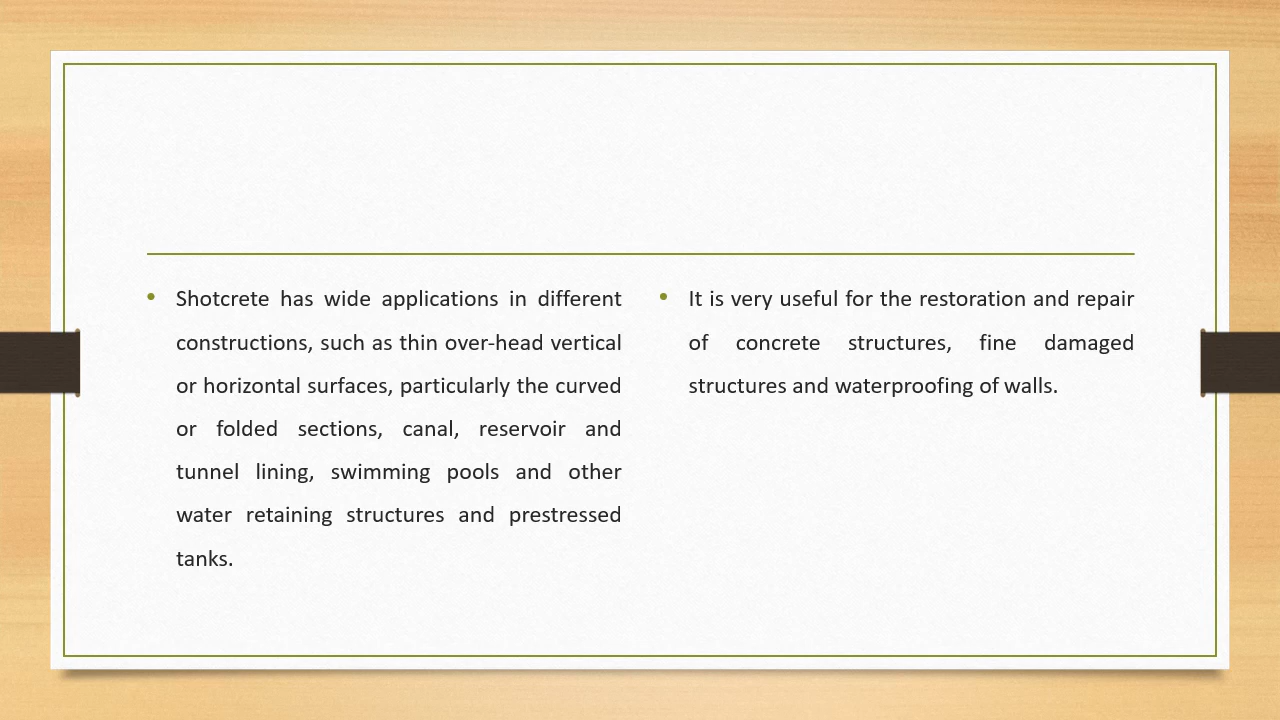 Shotcrete has wide applications in different
constructions, such as thin over-head vertical
or horizontal surfaces, particularly the curved
or folded sections, canal, reservoir and
tunnel lining, swimming pools and other
water retaining structures and prestressed
tanks.
It is very useful for the restoration and repair
of concrete structures, fine damaged
structures and waterproofing of walls.